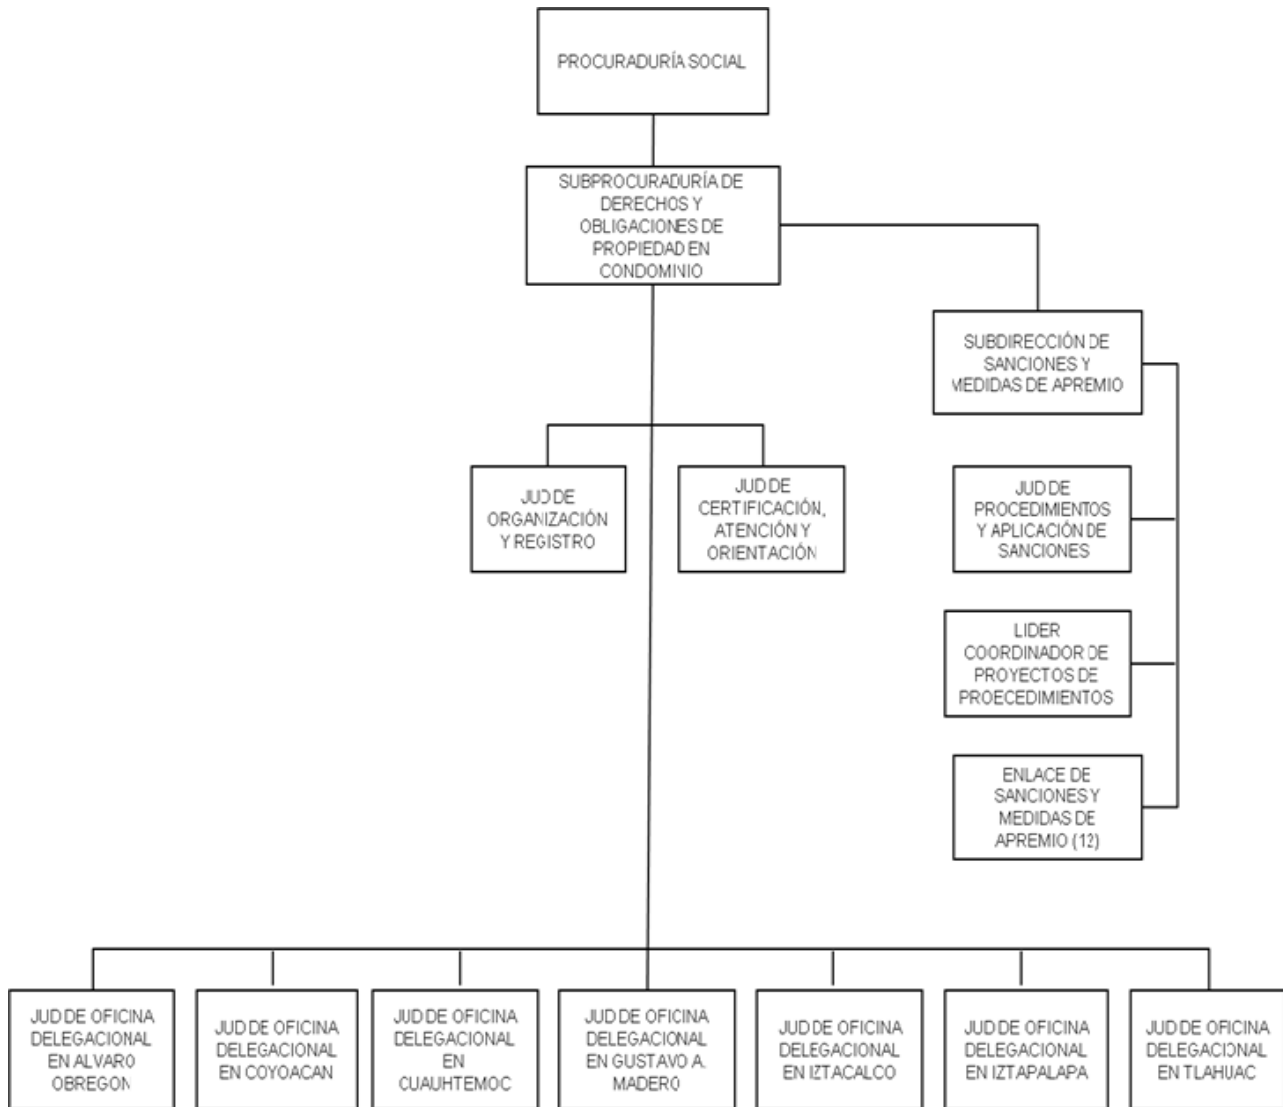 PROCURADURÍA SOCIAL
SUBPROCURADURÍA DE
DERECHOS Y
OBLIGACIONES DE
PROPIEDAD EN
CONDOMINIO
SUBDIRECCIÓN DE
SANCIONES Y
MEDIDAS DE APREMIO
JUD DE
ORGANIZACIÓN
Y REGISTRO
JUD DE
CERTIFICACIÓN,
ATENCIÓN Y
ORIENTACIÓN
JUD DE
PROCEDIMIENTOS
Y APLICACIÓN DE
SANCIONES
LIDER
COORDINADOR DE
PROYECTOS DE
PROECEDIMIENTOS
ENLACE DE
SANCIONES Y
MEDIDAS DE
APREMIO (12)
JUD DE OFICINA
DELEGACIONAL
EN ALVARO
OBREGON
JUD DE OFICINA
DELEGACIONAL
EN COYOACAN
JUD DE OFICINA
DELEGACIONAL
EN
CUAUHTEMOC
JUD DE OFICINA
DELEGACIONAL
EN GUSTAVO A.
MADERO
JUD DE OFICINA
DELEGACIONAL
EN IZTACALCO
JUD DE OFICINA
DELEGACIONAL
EN IZTAPALAPA
JUD DE OFICINA
DELEGACIONAL
EN TLAHUAC